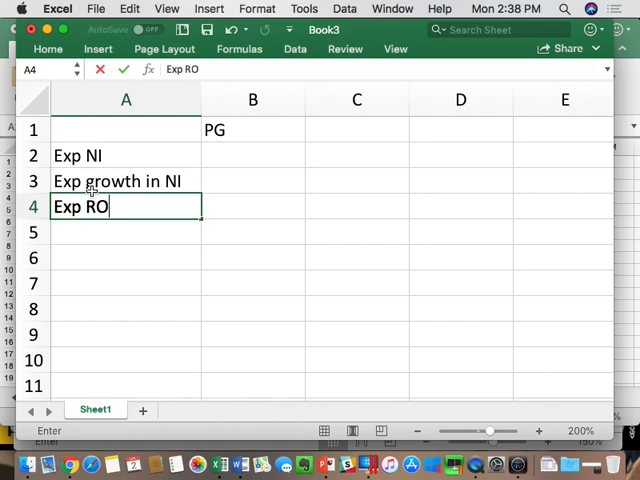 Excel File Edit View Insert Format Tools Data Window Help Mon 2:38 PM
AutoSave OFF Book3 Search Sheet
Home Insert Page Layout Formulas Data Review View Share
A4 fx Exp RO
A B C D E
1 PG
2 Exp NI
3 Exp growth in NI
4 Exp RO
5
6
7
8
9
10
11
Sheet1 + 200%